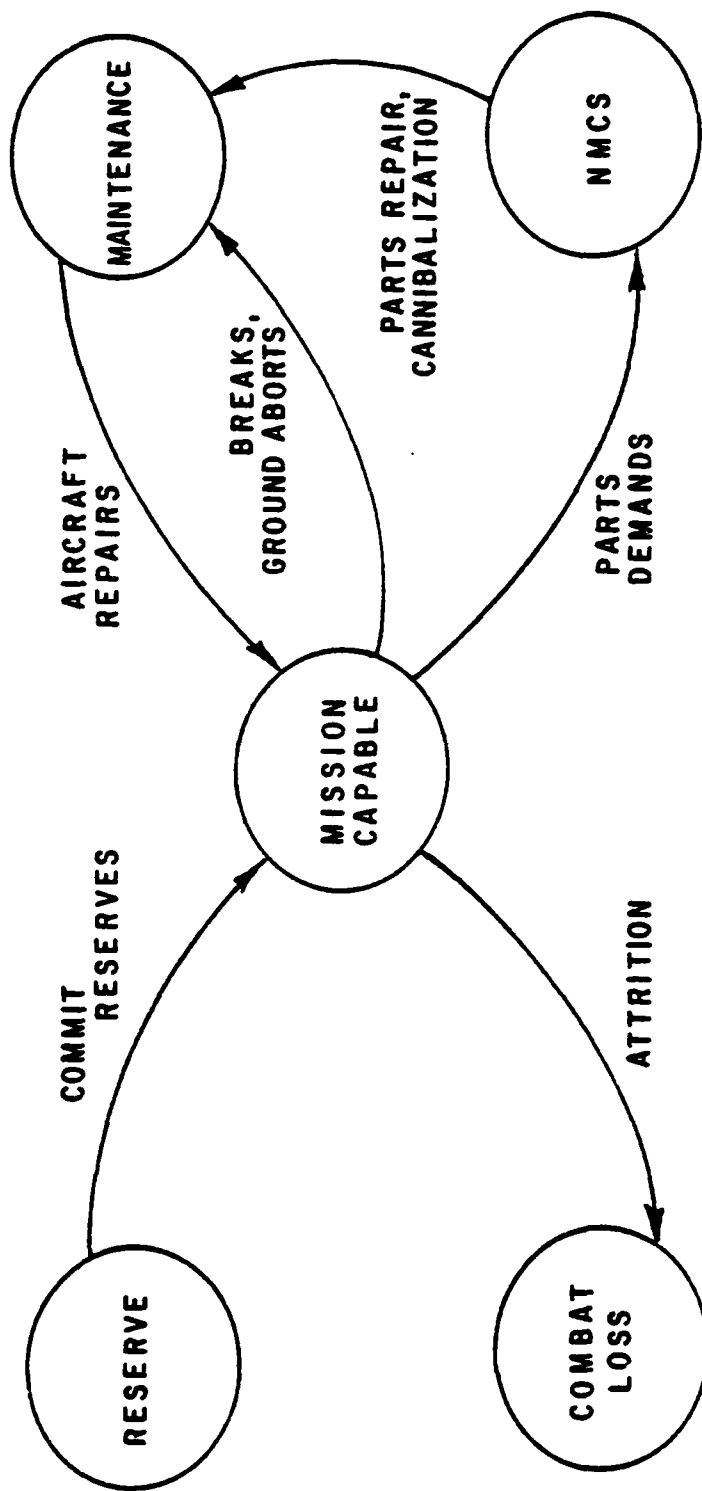 RESERVE
COMMIT
RESERVES
MISSION
CAPABLE
AIRCRAFT
REPAIRS
MAINTENANCE
BREAKS,
GROUND ABORTS
PARTS REPAIR,
CANNIBALIZATION
COMBAT
LOSS
ATTRITION
PARTS
DEMANDS
NMCS